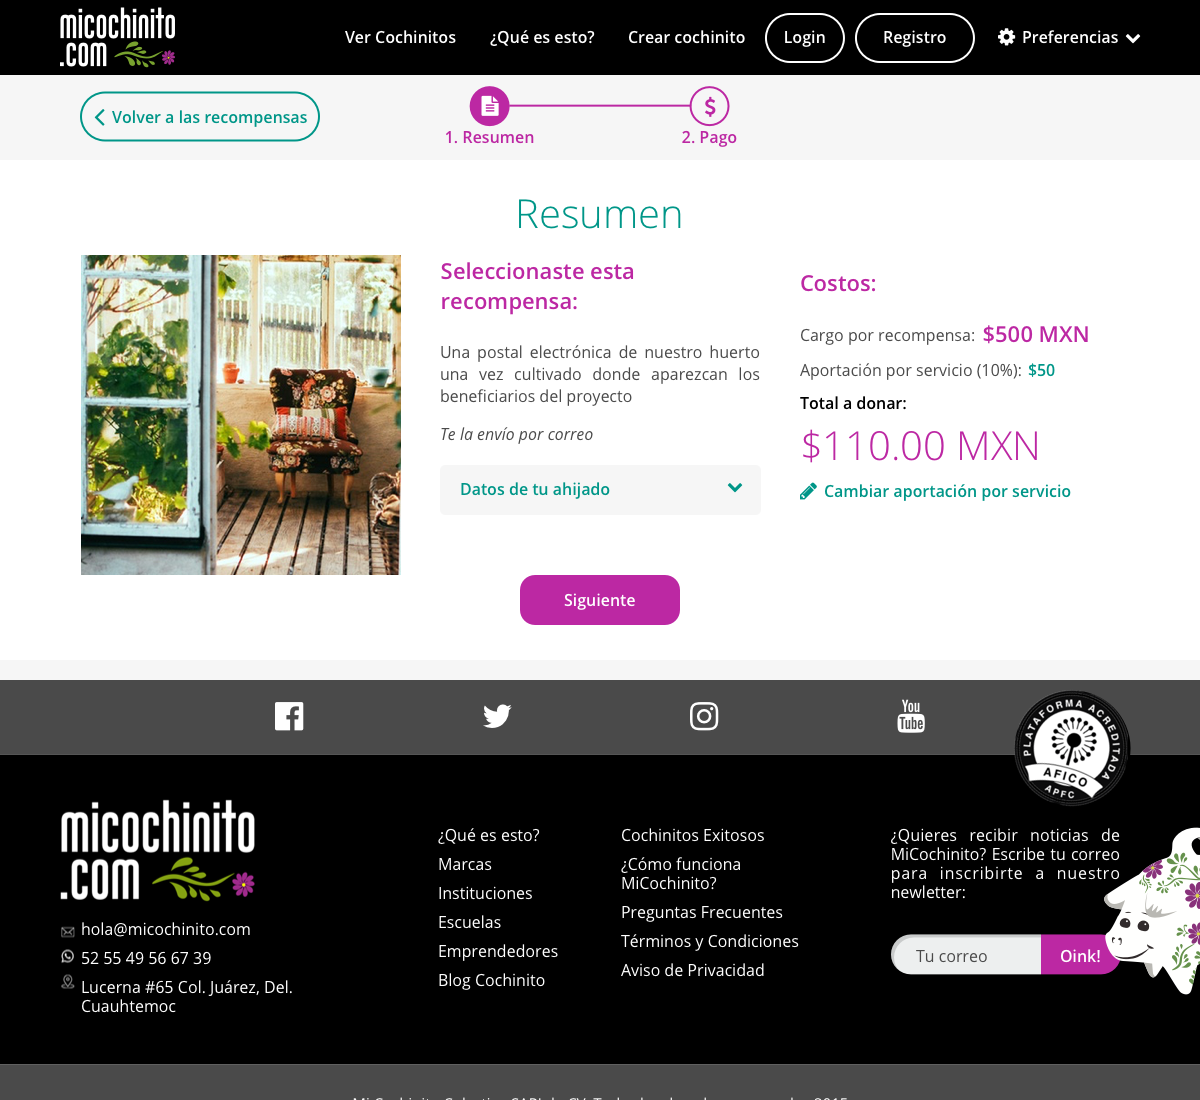 micochinito
.com
Ver Cochinitos
¿Qué es esto?
Crear cochinito
Login
Registro
Preferencias
Volver a las recompensas
1. Resumen
$
2. Pago
Resumen
Seleccionaste esta
recompensa:
Una postal electrónica de nuestro huerto
una vez cultivado donde aparezcan los
beneficiarios del proyecto
Te la envío por correo
Datos de tu ahijado
Costos:
Cargo por recompensa: $500 MXN
Aportación por servicio (10%): $50
Total a donar:
$110.00 MXN
Cambiar aportación por servicio
Siguiente
You
Tube
PLATAFORMA ACREDITADA
AFICO
APFC
micochinito
.com
hola@micochinito.com
52 55 49 56 67 39
Lucerna #65 Col. Juárez, Del.
Cuauhtemoc
¿Qué es esto?
Marcas
Instituciones
Escuelas
Emprendedores
Blog Cochinito
Cochinitos Exitosos
¿Cómo funciona
MiCochinito?
Preguntas Frecuentes
Términos y Condiciones
Aviso de Privacidad
¿Quieres recibir noticias de
MiCochinito? Escribe tu correo
para inscribirte a nuestro
newletter:
Tu correo
Oink!